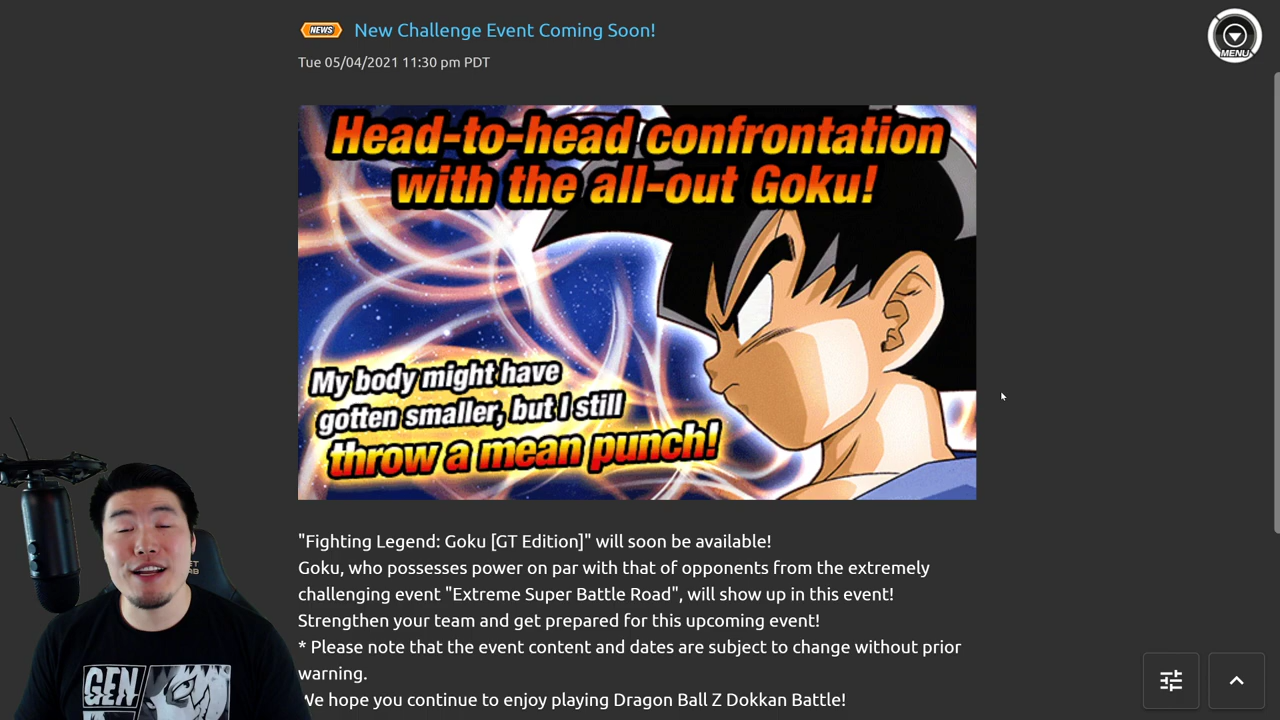 NEWS New Challenge Event Coming Soon!
MENU
Tue 05/04/2021 11:30 pm PDT
Head-to-head confrontation
with the all-out Goku!
My body might have
gotten smaller, but I still
throw a mean punch!
"Fighting Legend: Goku [GT Edition]" will soon be available!
Goku, who possesses power on par with that of opponents from the extremely
challenging event "Extreme Super Battle Road", will show up in this event!
Strengthen your team and get prepared for this upcoming event!
* Please note that the event content and dates are subject to change without prior
warning.
We hope you continue to enjoy playing Dragon Ball Z Dokkan Battle!
GEN